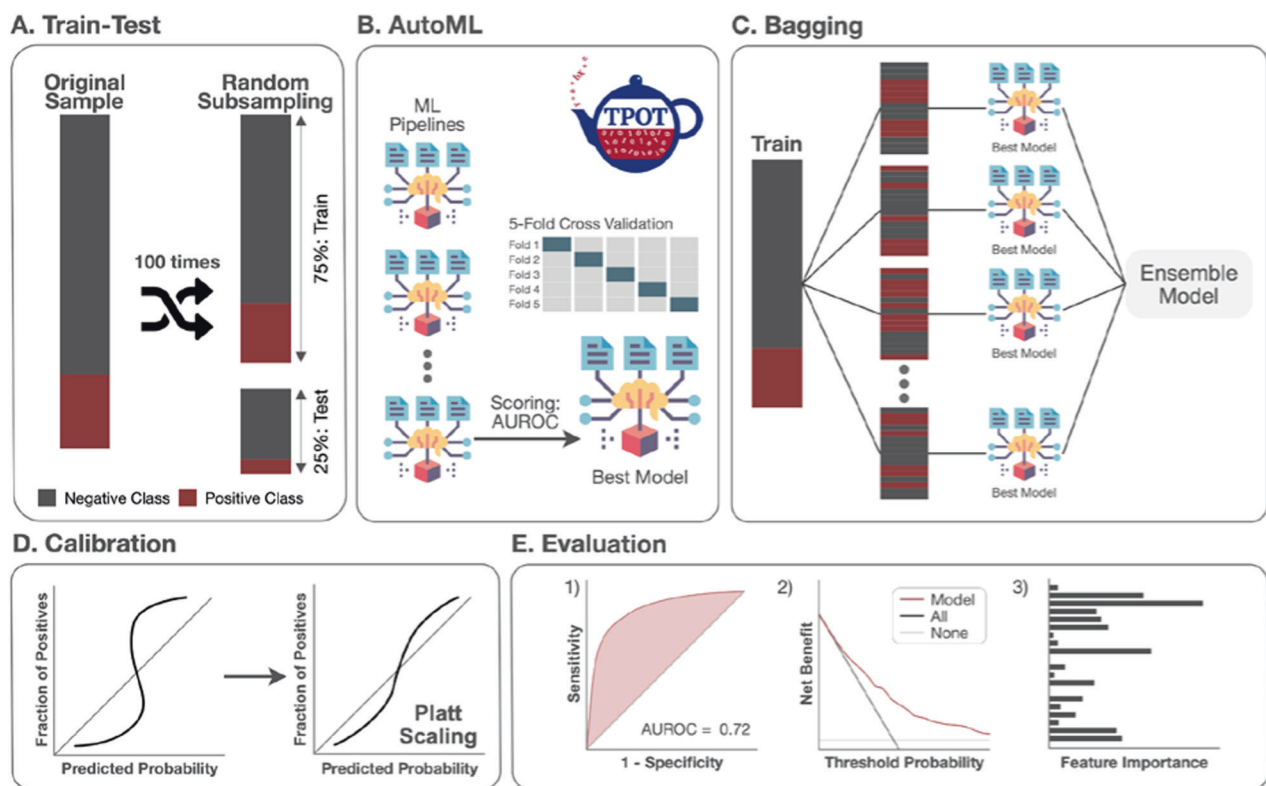 A. Train-Test
Original
Sample
Random
Subsampling
100 times
75%: Train
25%: Test
Negative Class
Positive Class
B. AutoML
ML
Pipelines
TPOT
5-Fold Cross Validation
Fold 1
Fold 2
Fold 3
Fold 4
Fold 5
Scoring:
AUROC
Best Model
C. Bagging
Train
Best Model
Best Model
Best Model
Best Model
Ensemble
Model
D. Calibration
Fraction of Positives
Predicted Probability
Fraction of Positives
Platt
Scaling
Predicted Probability
E. Evaluation
1)
Sensitivity
AUROC = 0.72
1 - Specificity
2)
Model
All
None
Net Benefit
Threshold Probability
3)
Feature Importance